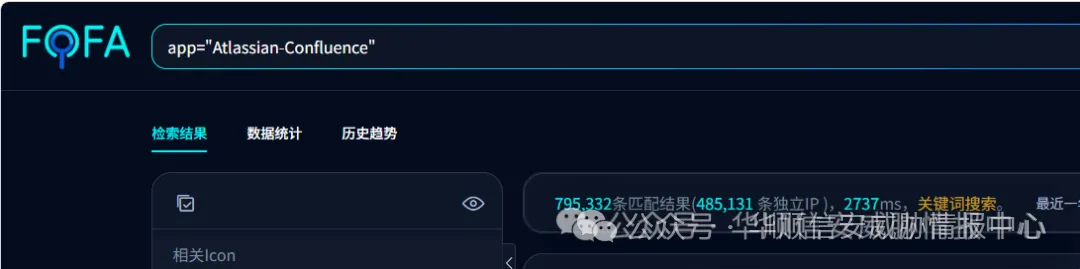 FOFA
app="Atlassian-Confluence"
检索结果 数据统计 历史趋势
795,332条匹配结果(485,131 条独立IP ), 2737ms, 关键词搜索。 最近一
公众号 · 华顺信安威胁情报中心
相关Icon